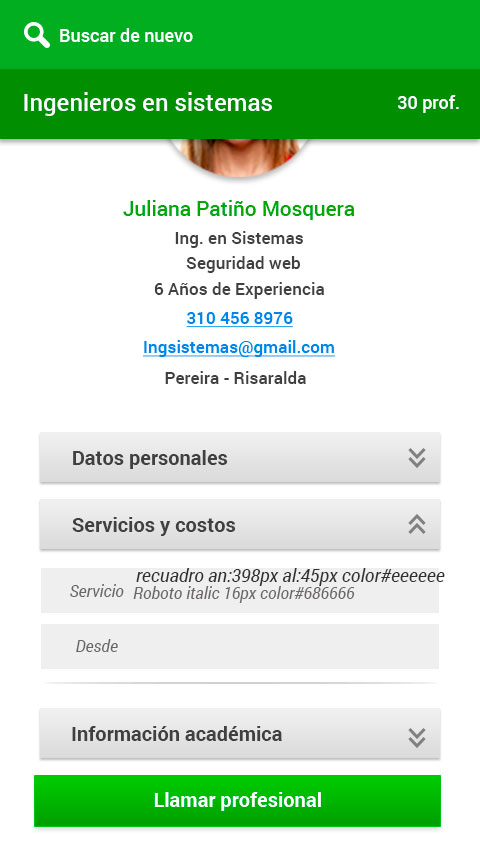 Buscar de nuevo
Ingenieros en sistemas 30 prof.
Juliana Patiño Mosquera
Ing. en Sistemas
Seguridad web
6 Años de Experiencia
310 456 8976
Ingsistemas@gmail.com
Pereira - Risaralda
Datos personales
Servicios y costos
recuadro an:398px al:45px color#eeeeee
Servicio Roboto italic 16px color#686666
Desde
Información académica
Llamar profesional